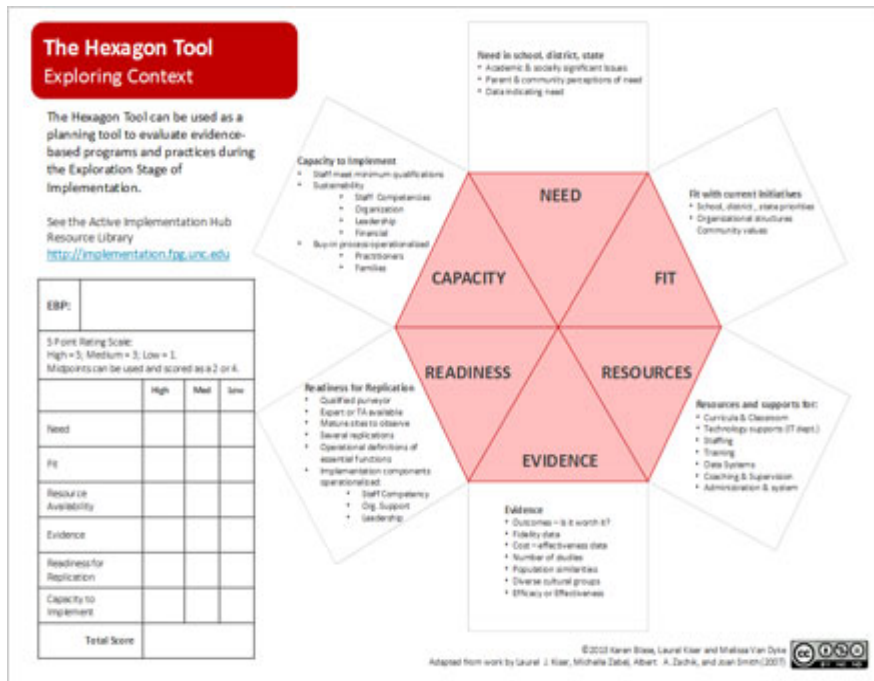 The Hexagon Tool
Exploring Context
The Hexagon Tool can be used as a
planning tool to evaluate evidence-
based programs and practices during
the Exploration Stage of
Implementation.
See the Active Implementation Hub
Resource Library
http://implementation.fpg.unc.edu
EBP:
5 Point Rating Scale:
High = 5; Medium = 3; Low = 1.
Midpoints can be used and scored as a 2 or 4.
High Med Low
Need
Fit
Resource
Availability
Evidence
Readiness for
Replication
Capacity to
Implement
Total Score
Need in school, district, state
• Academic & socially significant Issues
• Parent & community perceptions of need
• Data indicating need
Capacity to Implement
• Staff meet minimum qualifications
• Sustainability
• Staff Competencies
• Organization
• Leadership
• Financial
• Buy-in process operationalized
• Practitioners
• Families
Fit with current Initiatives
• School, district, state priorities
• Organizational structures
Community values
NEED
CAPACITY
FIT
READINESS
RESOURCES
EVIDENCE
Readiness for Replication
• Qualified purveyor
• Expert or TA available
• Mature sites to observe
• Several replications
• Operational definitions of
essential functions
• Implementation components
operationalized:
• Staff Competency
• Org. Support
• Leadership
Resources and supports for:
• Curricula & Classroom
• Technology supports (IT dept.)
• Staffing
• Training
• Data Systems
• Coaching & Supervision
• Administration & system
Evidence
• Outcomes – Is it worth it?
• Fidelity data
• Cost – effectiveness data
• Number of studies
• Population similarities
• Diverse cultural groups
• Efficacy or Effectiveness
©2013 Karen Blase, Laurel Kiser and Melissa Van Dyke
Adapted from work by Laurel J. Kiser, Michelle Zabel, Albert A. Zachik, and Joan Smith (2007)
cc
BY NC ND